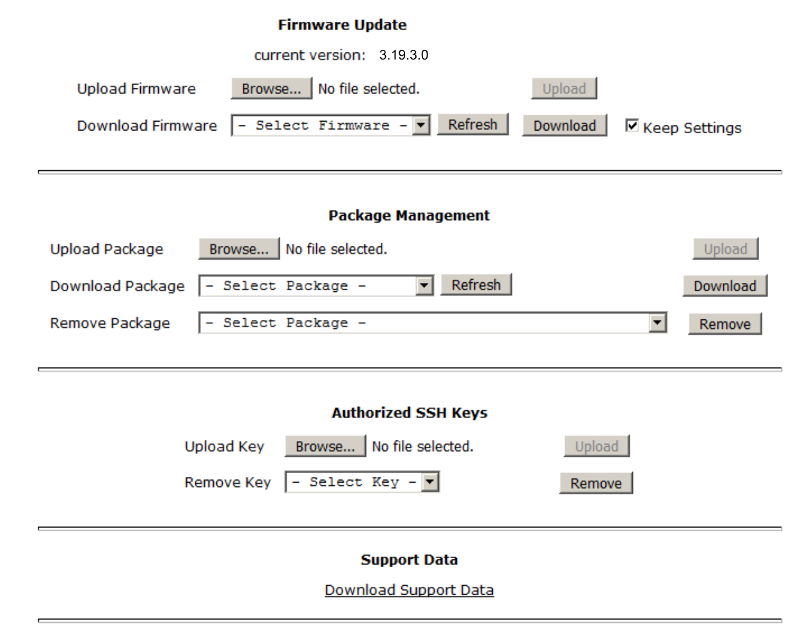 Firmware Update
current version: 3.19.3.0
Upload Firmware Browse... No file selected. Upload
Download Firmware - Select Firmware - Refresh Download Keep Settings
Package Management
Upload Package Browse... No file selected. Upload
Download Package - Select Package - Refresh Download
Remove Package - Select Package - Remove
Authorized SSH Keys
Upload Key Browse... No file selected. Upload
Remove Key - Select Key - Remove
Support Data
Download Support Data